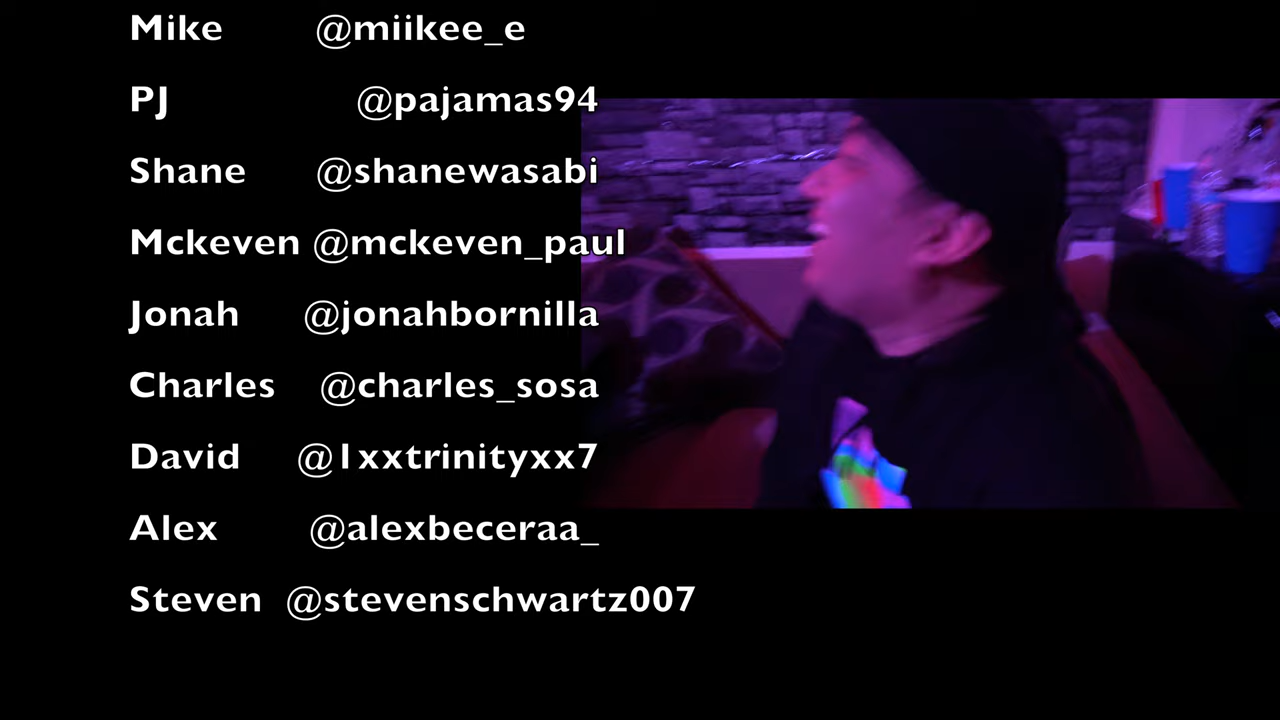 Mike @miikee_e
PJ @pajamas94
Shane @shanewasabi
Mckeven @mckeven_paul
Jonah @jonahbornilla
Charles @charles_sosa
David @1xxtrinityxx7
Alex @alexbeceraa_
Steven @stevenschwartz007